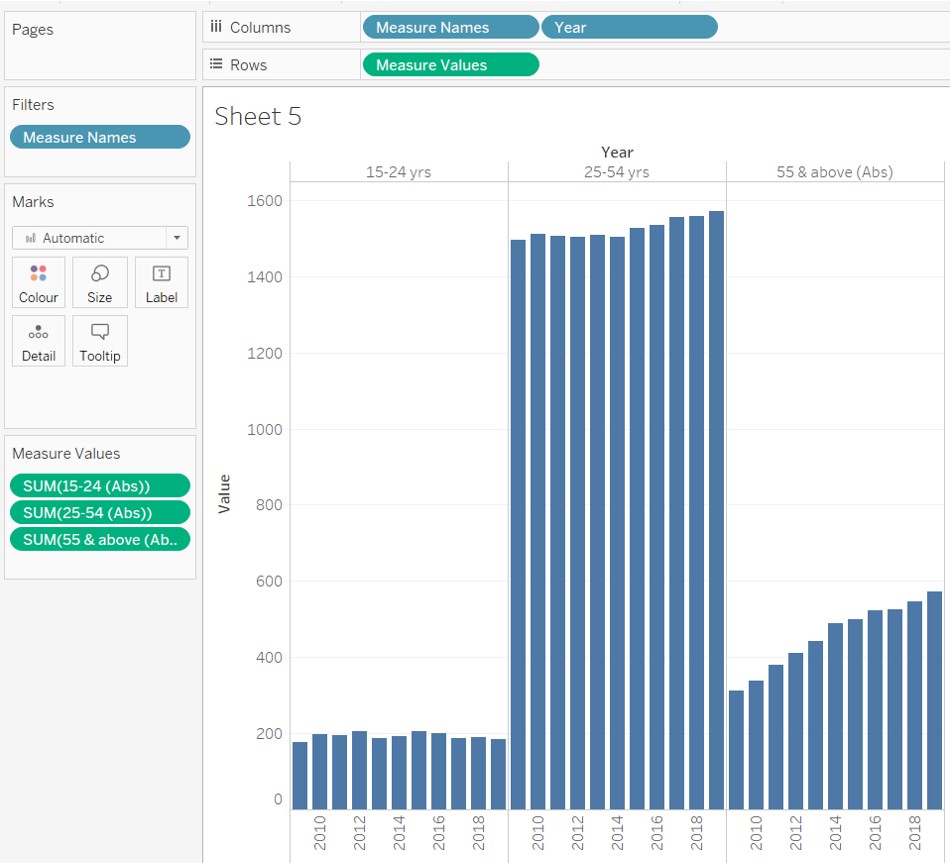 Pages
Columns
Measure Names
Year
Rows
Measure Values
Filters
Measure Names
Marks
Automatic
Colour
Size
T
Label
Detail
Tooltip
Measure Values
SUM(15-24 (Abs))
SUM(25-54 (Abs))
SUM(55 & above (Ab..
Sheet 5
Year
15-24 yrs
25-54 yrs
55 & above (Abs)
1600
1400
1200
1000
800
600
400
200
0
Value
2010
2012
2014
2016
2018
2010
2012
2014
2016
2018
2010
2012
2014
2016
2018